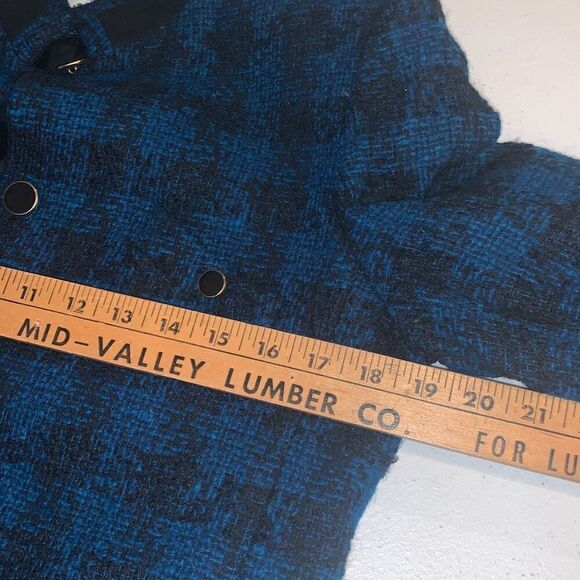 11 12 13 14 15 16 17 18 19 20 21
MID-VALLEY LUMBER CO. FOR LU